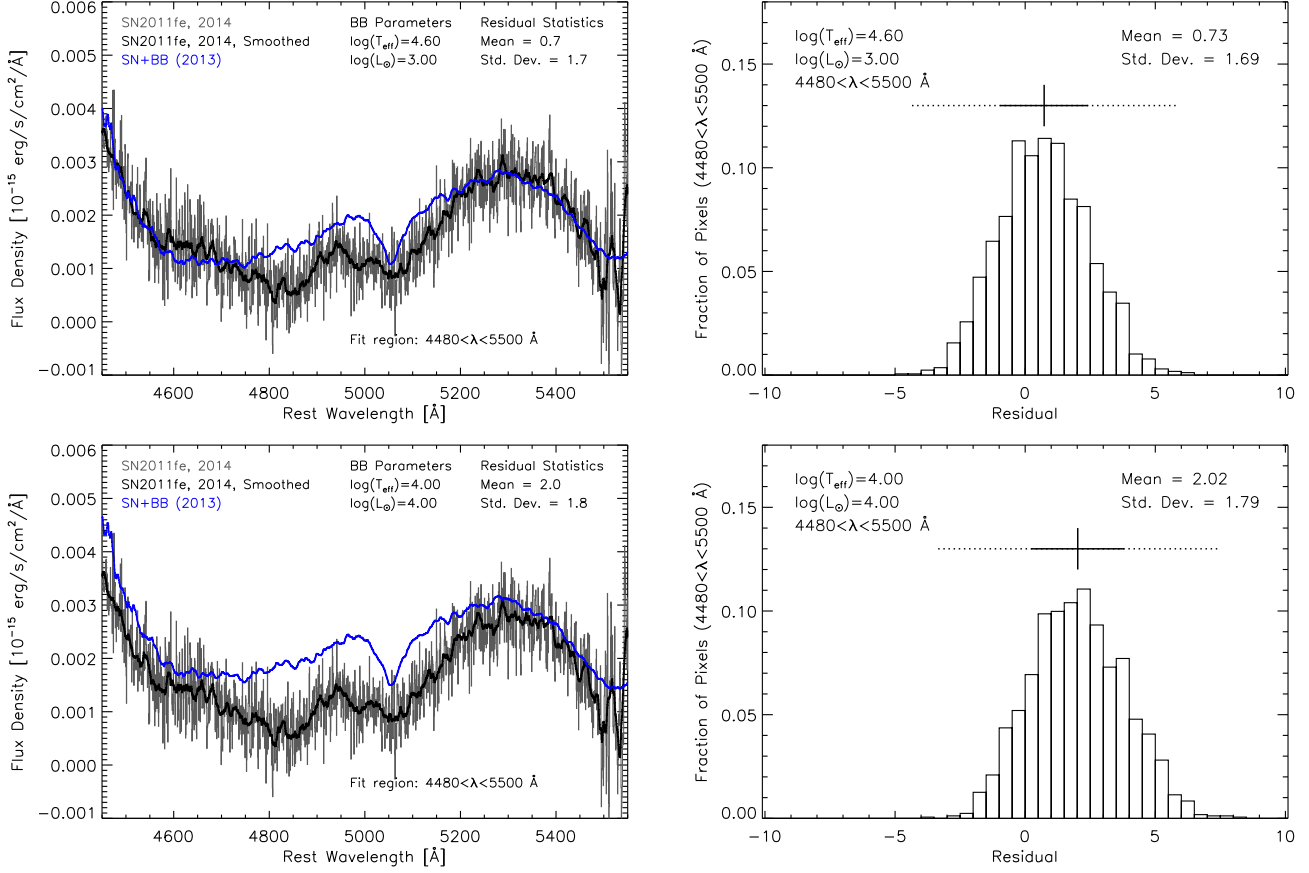 SN2011fe, 2014
SN2011fe, 2014, Smoothed
SN+BB (2013)
BB Parameters
log(T_eff)=4.60
log(L_⊙)=3.00
Residual Statistics
Mean = 0.7
Std. Dev. = 1.7
Fit region: 4480<λ<5500 Å
Flux Density [10^−15 erg/s/cm^2/Å]
0.006
0.005
0.004
0.003
0.002
0.001
0.000
−0.001
4600 4800 5000 5200 5400
Rest Wavelength [Å]
log(T_eff)=4.60
log(L_⊙)=3.00
4480<λ<5500 Å
Mean = 0.73
Std. Dev. = 1.69
Fraction of Pixels (4480<λ<5500 Å)
0.15
0.10
0.05
0.00
−10 −5 0 5 10
Residual
SN2011fe, 2014
SN2011fe, 2014, Smoothed
SN+BB (2013)
BB Parameters
log(T_eff)=4.00
log(L_⊙)=4.00
Residual Statistics
Mean = 2.0
Std. Dev. = 1.8
Fit region: 4480<λ<5500 Å
Flux Density [10^−15 erg/s/cm^2/Å]
0.006
0.005
0.004
0.003
0.002
0.001
0.000
−0.001
4600 4800 5000 5200 5400
Rest Wavelength [Å]
log(T_eff)=4.00
log(L_⊙)=4.00
4480<λ<5500 Å
Mean = 2.02
Std. Dev. = 1.79
Fraction of Pixels (4480<λ<5500 Å)
0.15
0.10
0.05
0.00
−10 −5 0 5 10
Residual